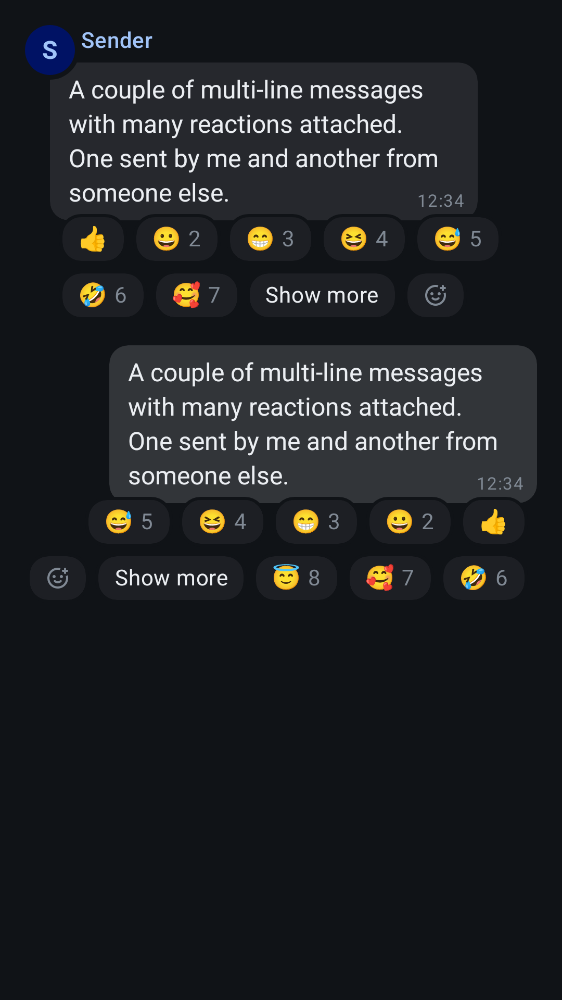 S Sender
A couple of multi-line messages
with many reactions attached.
One sent by me and another from
someone else. 12:34
👍 😀 2 😁 3 😆 4 😅 5
🤣 6 🥰 7 Show more
A couple of multi-line messages
with many reactions attached.
One sent by me and another from
someone else. 12:34
😅 5 😆 4 😁 3 😀 2 👍
Show more 😇 8 🥰 7 🤣 6